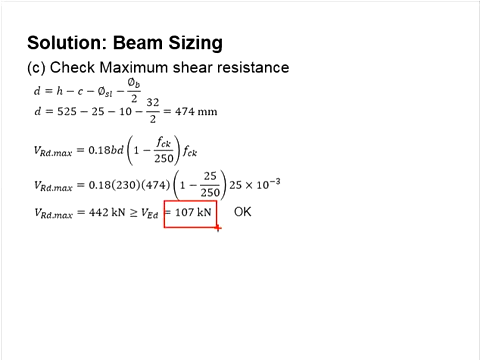 Solution: Beam Sizing
(c) Check Maximum shear resistance
d = h − c − Ø_sl − Ø_b/2
d = 525 − 25 − 10 − 32/2 = 474 mm
V_Rd.max = 0.18bd (1 − f_ck/250) f_ck
V_Rd.max = 0.18(230)(474) (1 − 25/250) 25 × 10⁻³
V_Rd.max = 442 kN ≥ V_Ed = 107 kN OK